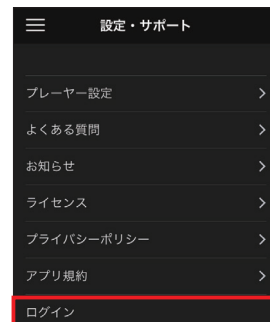 設定・サポート
プレーヤー設定
よくある質問
お知らせ
ライセンス
プライバシーポリシー
アプリ規約
ログイン